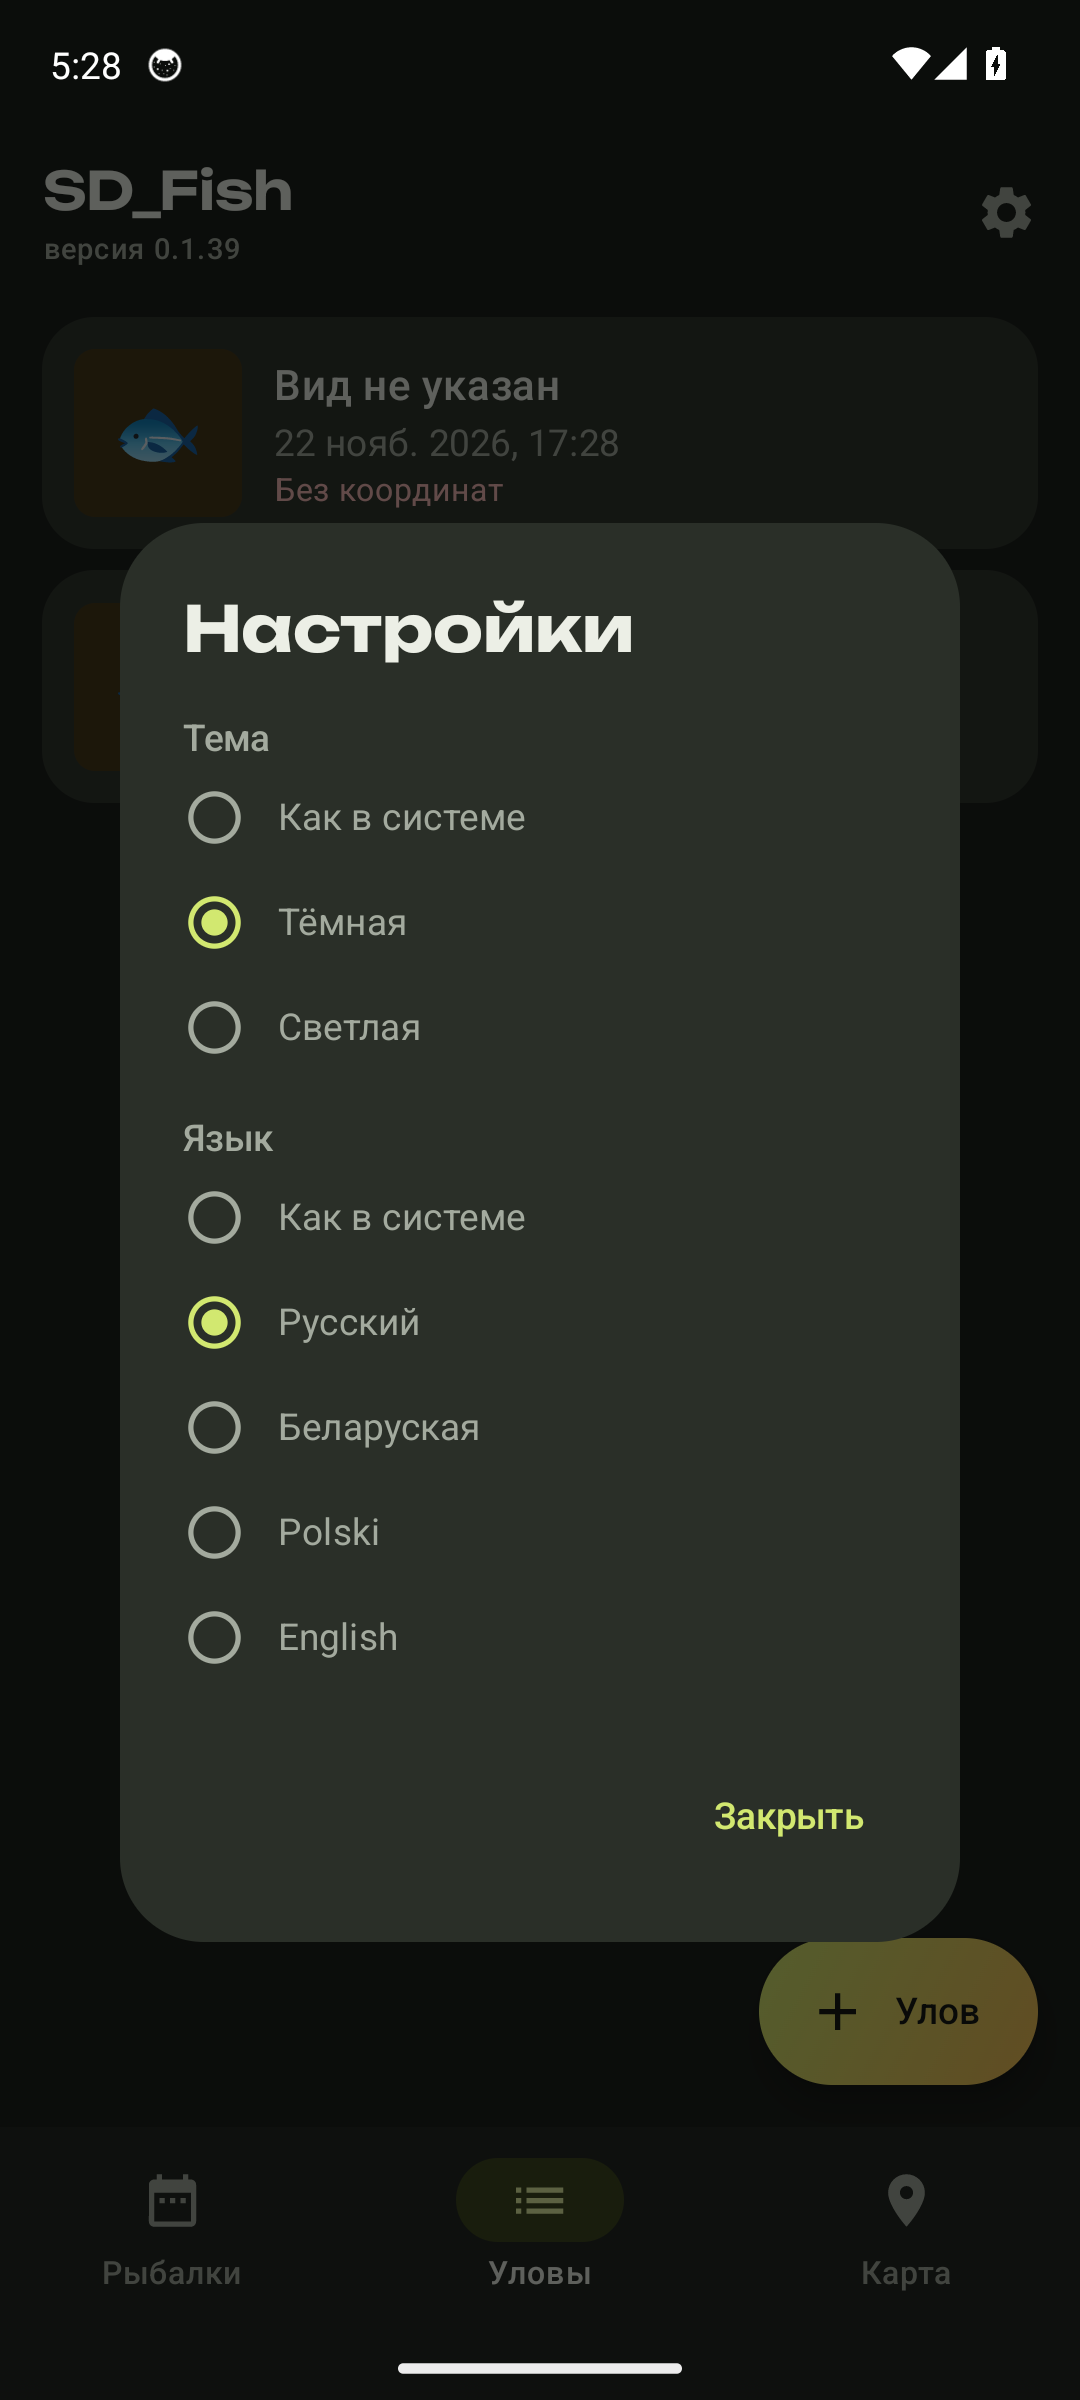 5:28
SD_Fish
версия 0.1.39
Вид не указан
22 нояб. 2026, 17:28
Без координат
Настройки
Тема
Как в системе
Тёмная
Светлая
Язык
Как в системе
Русский
Беларуская
Polski
English
Закрыть
Улов
Рыбалки
Уловы
Карта